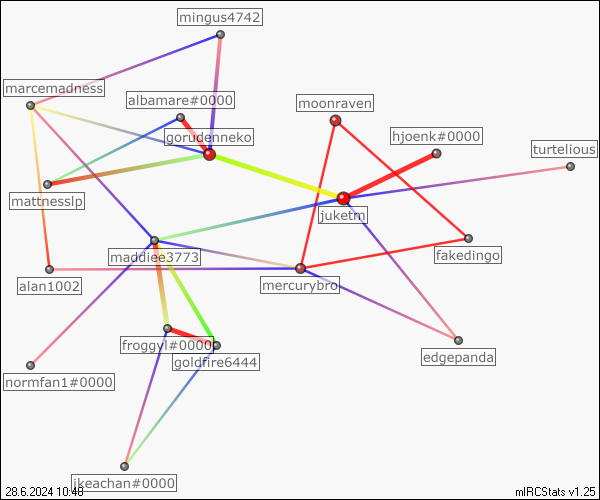 mingus4742
marcemadness
albamare#0000
moonraven
gorudenneko
hjoenk#0000
turtelious
mattnesslp
juketm
maddiee3773
fakedingo
alan1002
mercurybro
froggyl#0000
goldfire6444
edgepanda
normfan1#0000
ikeachan#0000
28.6.2024 10:48
mIRCStats v1.25